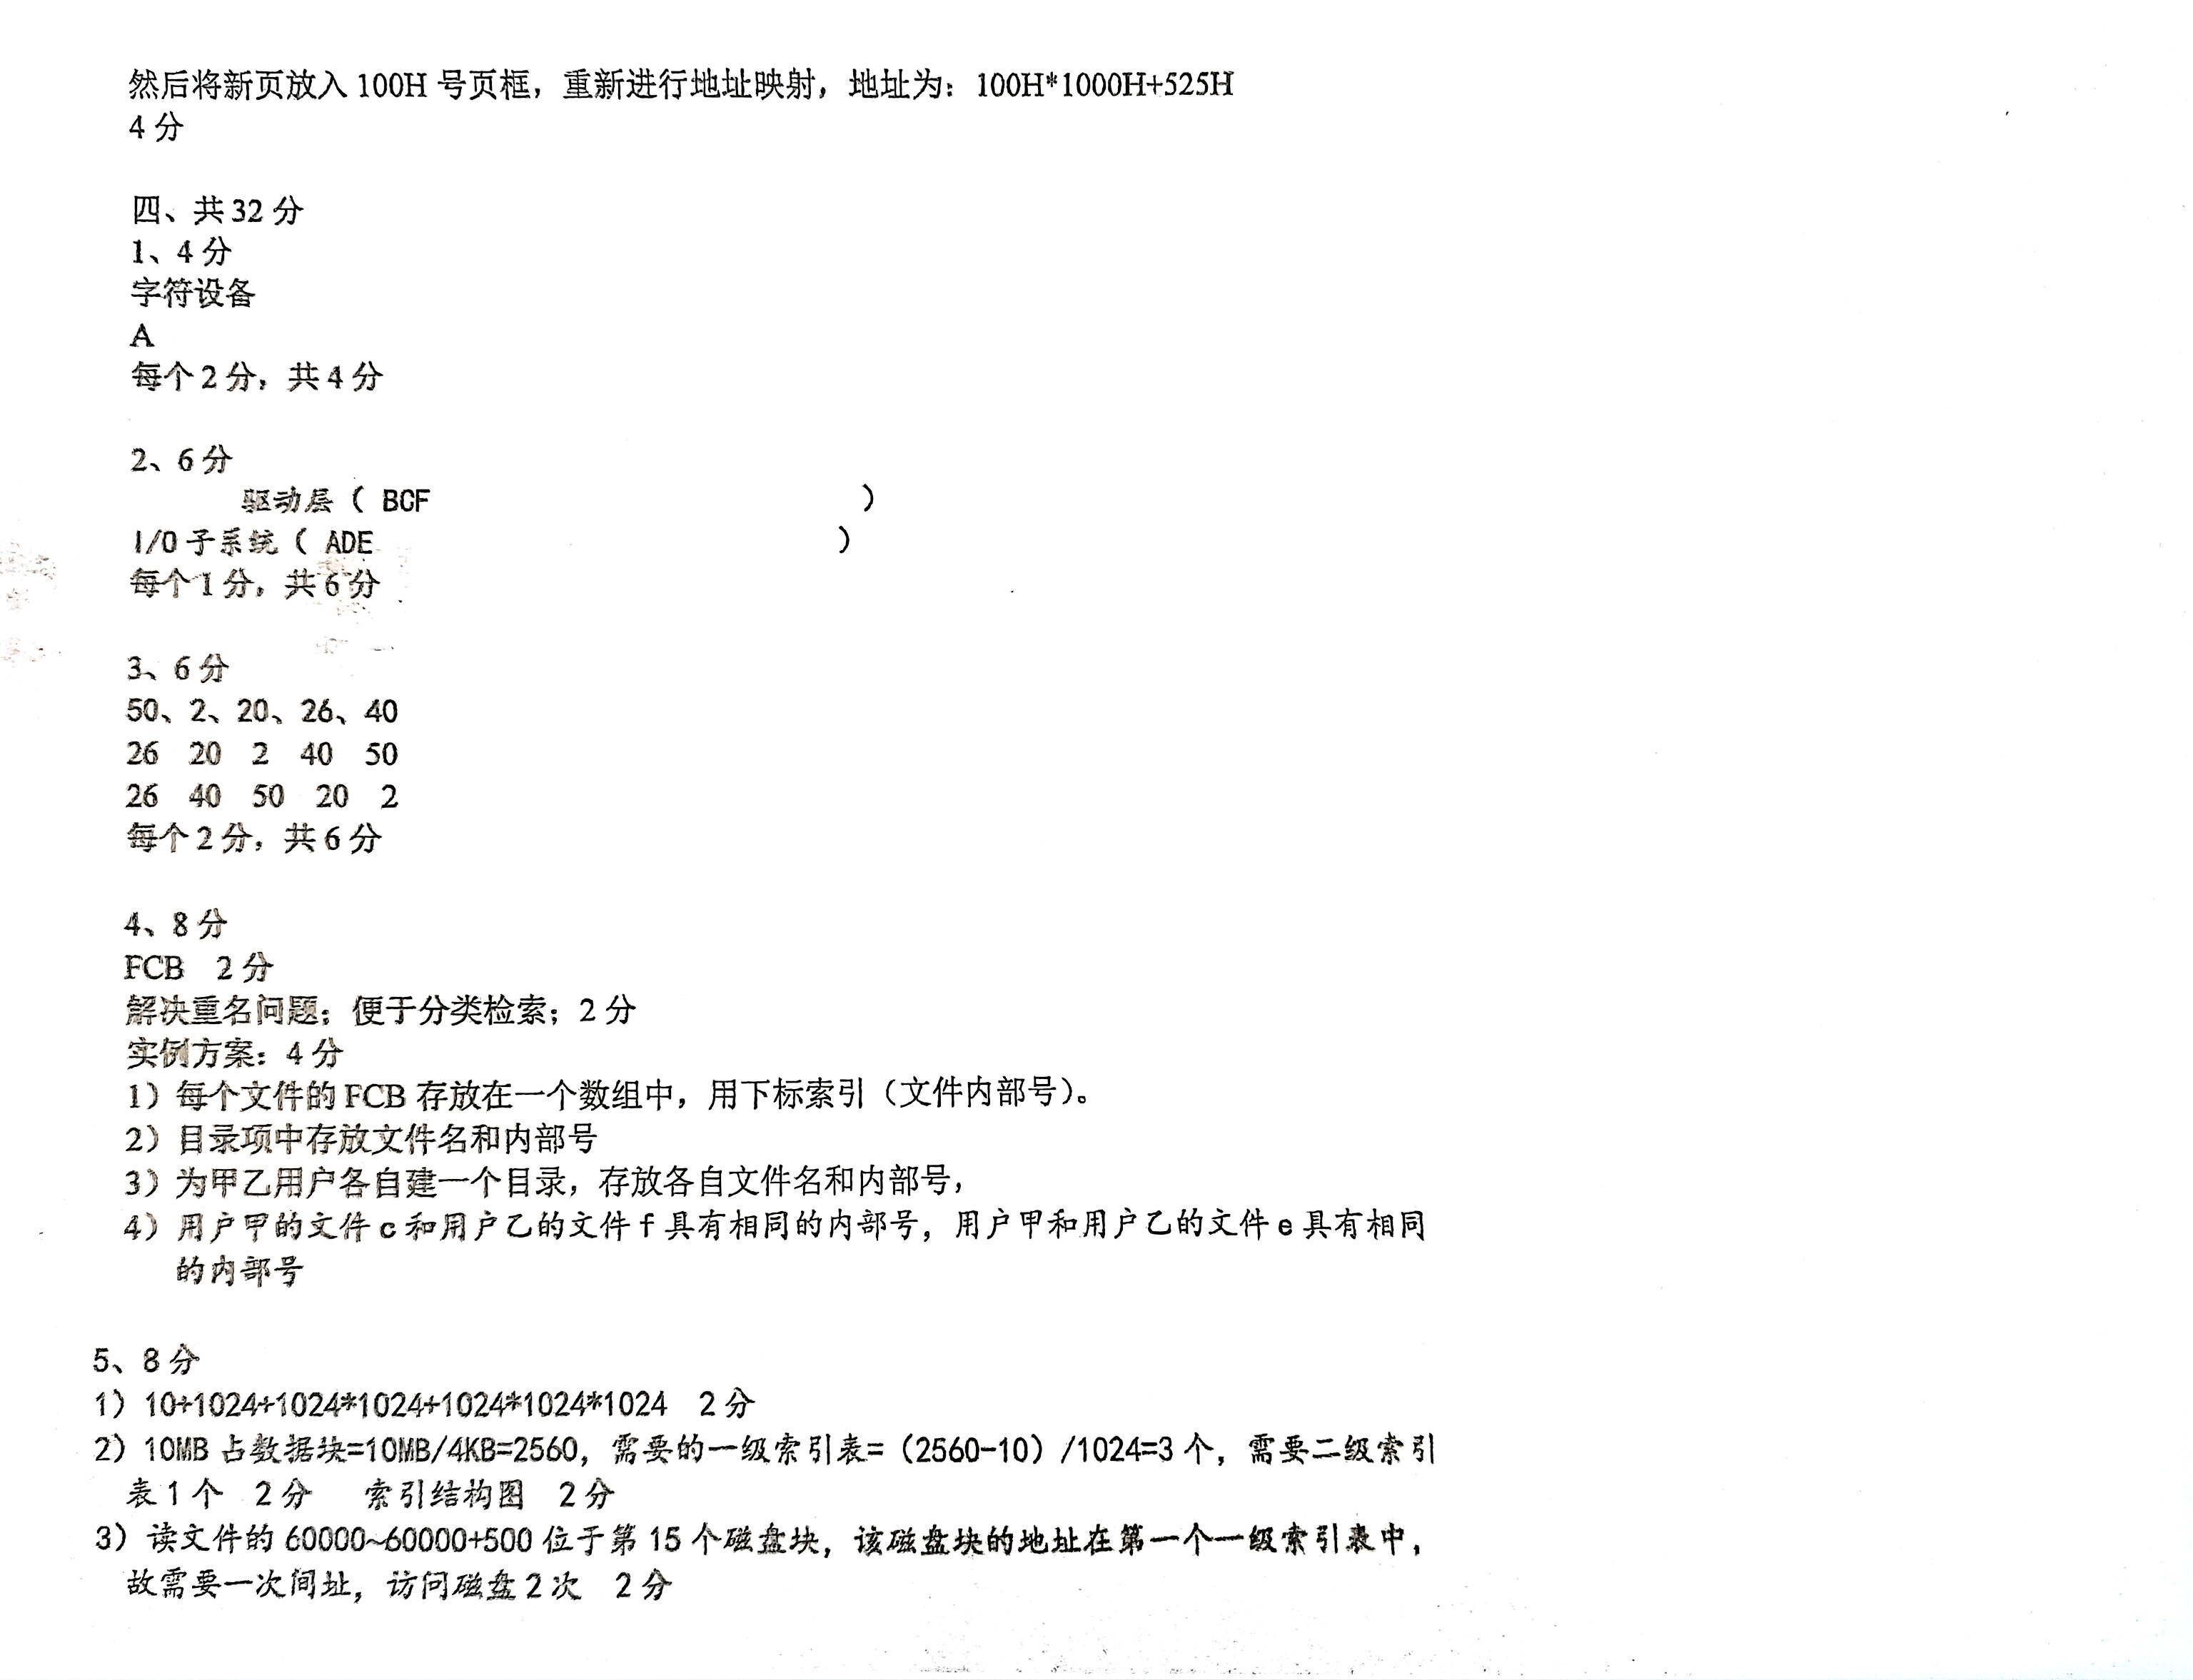 然后将新页放入 100H 号页框，重新进行地址映射，地址为：100H*1000H+525H
4 分
四、共 32 分
1、4 分
字符设备
A
每个 2 分，共 4 分
2、6 分
驱动层（ BCF ）
I/O 子系统（ ADE ）
每个 1 分，共 6 分
3、6 分
50、2、20、26、40
26 20 2 40 50
26 40 50 20 2
每个 2 分，共 6 分
4、8 分
FCB 2 分
解决重名问题；便于分类检索；2 分
实例方案：4 分
1）每个文件的 FCB 存放在一个数组中，用下标索引（文件内部号）。
2）目录项中存放文件名和内部号
3）为甲乙用户各自建一个目录，存放各自文件名和内部号，
4）用户甲的文件 c 和用户乙的文件 f 具有相同的内部号，用户甲和用户乙的文件 e 具有相同
的内部号
5、8 分
1）10+1024+1024*1024+1024*1024*1024 2 分
2）10MB 占数据块=10MB/4KB=2560，需要的一级索引表=（2560-10）/1024=3 个，需要二级索引
表 1 个 2 分 索引结构图 2 分
3）读文件的 60000~60000+500 位于第 15 个磁盘块，该磁盘块的地址在第一个一级索引表中，
故需要一次间址，访问磁盘 2 次 2 分